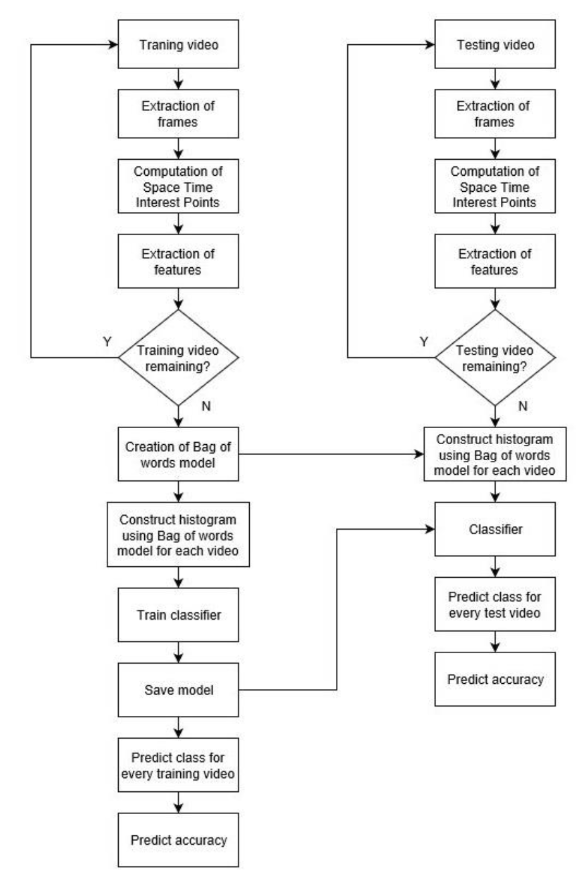 Traning video
Extraction of
frames
Computation of
Space Time
Interest Points
Extraction of
features
Y
Training video
remaining?
N
Creation of Bag of
words model
Construct histogram
using Bag of words
model for each video
Train classifier
Save model
Predict class for
every training video
Predict accuracy
Testing video
Extraction of
frames
Computation of
Space Time
Interest Points
Extraction of
features
Y
Testing video
remaining?
N
Construct histogram
using Bag of words
model for each video
Classifier
Predict class for
every test video
Predict accuracy